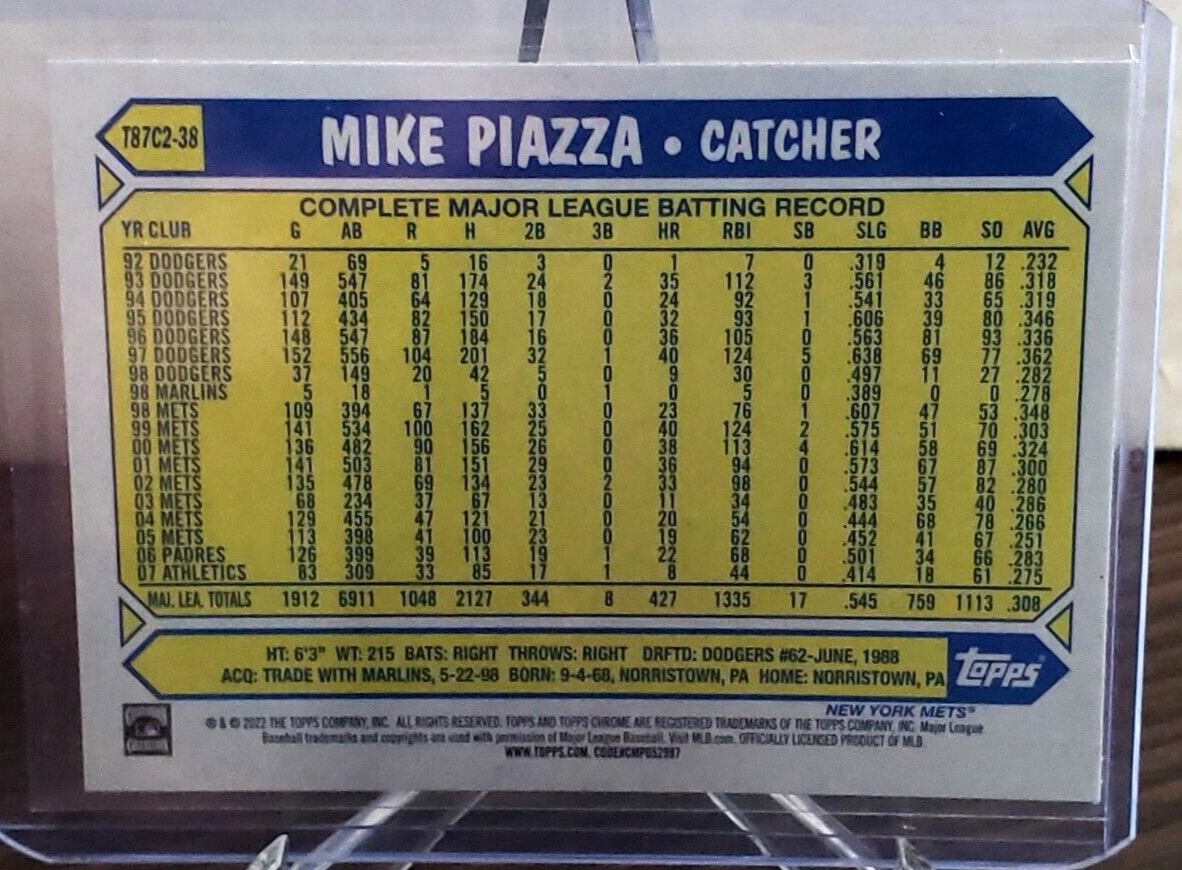 T87C2-38
MIKE PIAZZA • CATCHER
COMPLETE MAJOR LEAGUE BATTING RECORD
YR CLUB G AB R H 2B 3B HR RBI SB SLG BB SO AVG
92 DODGERS 21 69 5 16 3 0 1 7 0 .319 4 12 .232
93 DODGERS 149 547 81 174 24 2 35 112 3 .561 46 86 .318
94 DODGERS 107 405 64 129 18 0 24 92 1 .541 33 65 .319
95 DODGERS 112 434 82 150 17 0 32 93 1 .606 39 80 .346
96 DODGERS 148 547 87 184 16 0 36 105 0 .563 81 93 .336
97 DODGERS 152 556 104 201 32 1 40 124 5 .638 69 77 .362
98 DODGERS 37 149 20 42 5 0 9 30 0 .497 11 27 .282
98 MARLINS 5 18 1 5 0 1 0 5 0 .389 0 0 .278
98 METS 109 394 67 137 33 0 23 76 1 .607 47 53 .348
99 METS 141 534 100 162 25 0 40 124 2 .575 51 70 .303
00 METS 136 482 90 156 26 0 38 113 4 .614 58 69 .324
01 METS 141 503 81 151 29 0 36 94 0 .573 67 87 .300
02 METS 135 478 69 134 23 2 33 98 0 .544 57 82 .280
03 METS 68 234 37 67 13 0 11 34 0 .483 35 40 .286
04 METS 129 455 47 121 21 0 20 54 0 .444 68 78 .266
05 METS 113 398 41 100 23 0 19 62 0 .452 41 67 .251
06 PADRES 126 399 39 113 19 1 22 68 0 .501 34 66 .283
07 ATHLETICS 83 309 33 85 17 1 8 44 0 .414 18 61 .275
MAJ. LEA. TOTALS 1912 6911 1048 2127 344 8 427 1335 17 .545 759 1113 .308
HT: 6'3" WT: 215 BATS: RIGHT THROWS: RIGHT DRFTD: DODGERS #62-JUNE, 1988
ACQ: TRADE WITH MARLINS, 5-22-98 BORN: 9-4-68, NORRISTOWN, PA HOME: NORRISTOWN, PA
topps®
NEW YORK METS®
® & © 2022 THE TOPPS COMPANY, INC. ALL RIGHTS RESERVED. TOPPS AND TOPPS CHROME ARE REGISTERED TRADEMARKS OF THE TOPPS COMPANY, INC. Major League
Baseball trademarks and copyrights are used with permission of Major League Baseball. Visit MLB.com. OFFICIALLY LICENSED PRODUCT OF MLB
WWW.TOPPS.COM. CODE#CMP052987